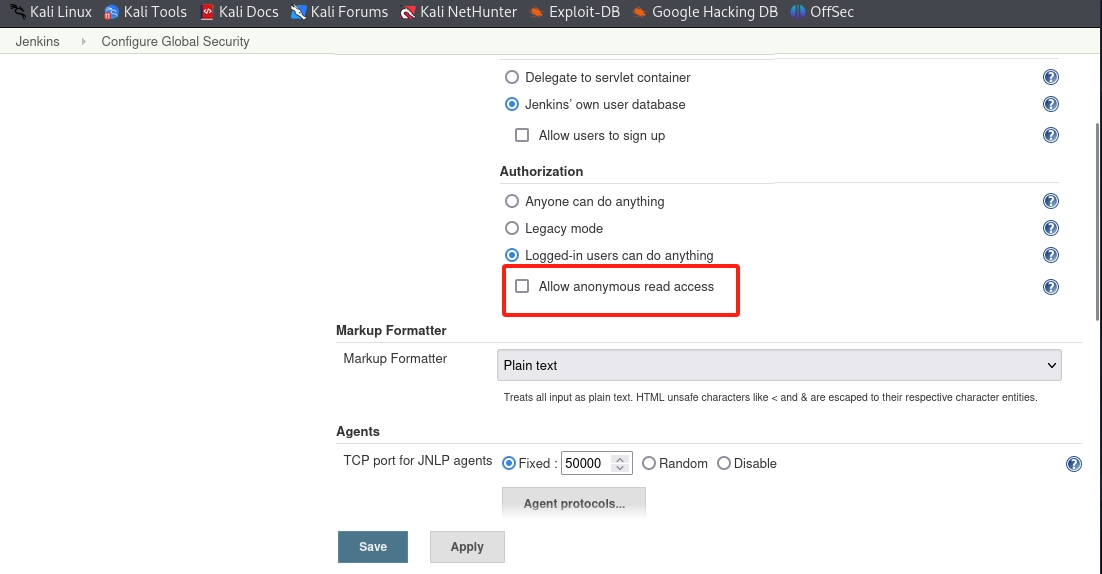 Kali Linux Kali Tools Kali Docs Kali Forums Kali NetHunter Exploit-DB Google Hacking DB OffSec
Jenkins Configure Global Security
Delegate to servlet container
Jenkins’ own user database
Allow users to sign up
Authorization
Anyone can do anything
Legacy mode
Logged-in users can do anything
Allow anonymous read access
Markup Formatter
Markup Formatter Plain text
Treats all input as plain text. HTML unsafe characters like < and & are escaped to their respective character entities.
Agents
TCP port for JNLP agents Fixed : 50000 Random Disable
Agent protocols...
Save Apply